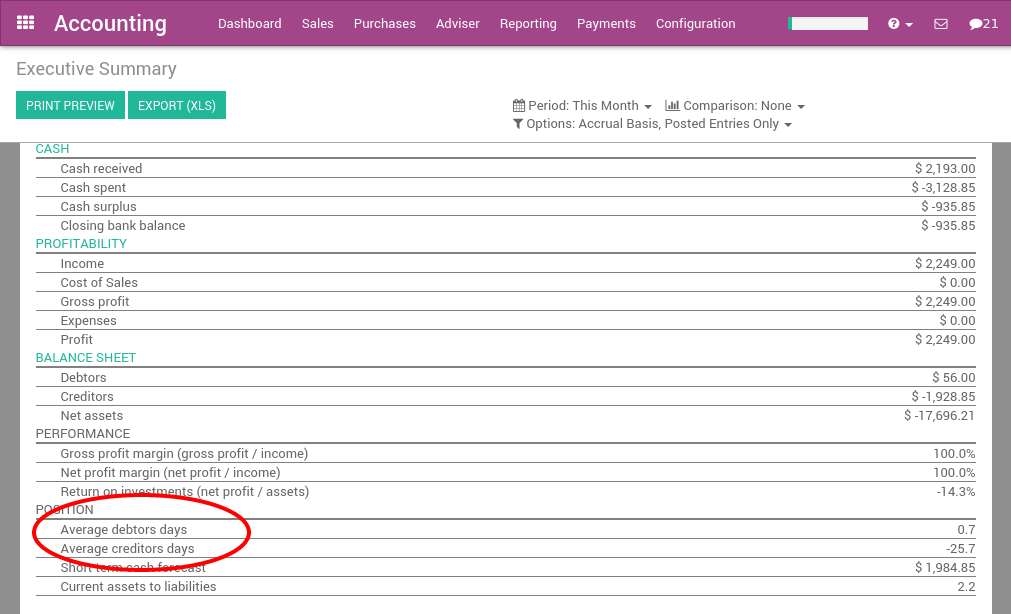 Accounting Dashboard Sales Purchases Adviser Reporting Payments Configuration 21
Executive Summary
PRINT PREVIEW EXPORT (XLS) Period: This Month Comparison: None
Options: Accrual Basis, Posted Entries Only
CASH
Cash received $ 2,193.00
Cash spent $ -3,128.85
Cash surplus $ -935.85
Closing bank balance $ -935.85
PROFITABILITY
Income $ 2,249.00
Cost of Sales $ 0.00
Gross profit $ 2,249.00
Expenses $ 0.00
Profit $ 2,249.00
BALANCE SHEET
Debtors $ 56.00
Creditors $ -1,928.85
Net assets $ -17,696.21
PERFORMANCE
Gross profit margin (gross profit / income) 100.0%
Net profit margin (net profit / income) 100.0%
Return on investments (net profit / assets) -14.3%
POSITION
Average debtors days 0.7
Average creditors days -25.7
Short term cash forecast $ 1,984.85
Current assets to liabilities 2.2